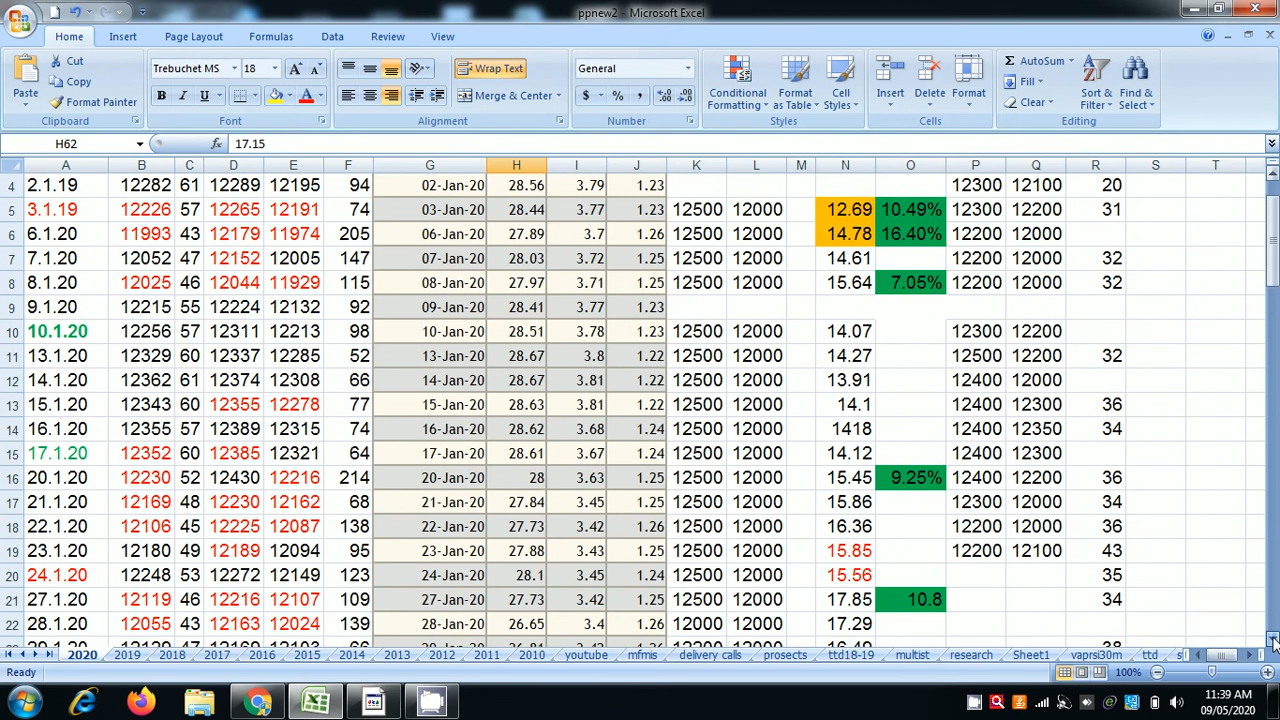 ppnew2 - Microsoft Excel
Home Insert Page Layout Formulas Data Review View
Paste Cut Copy Format Painter Clipboard
Trebuchet MS 18 B I U A Font
Wrap Text Merge & Center Alignment
General $ % , Number
Conditional Formatting Format as Table Cell Styles Styles
Insert Delete Format Cells
Σ AutoSum Fill Clear Sort & Filter Find & Select Editing
H62 fx 17.15
A B C D E F G H I J K L M N O P Q R S T
4 2.1.19 12282 61 12289 12195 94 02-Jan-20 28.56 3.79 1.23 12300 12100 20
5 3.1.19 12226 57 12265 12191 74 03-Jan-20 28.44 3.77 1.23 12500 12000 12.69 10.49% 12300 12200 31
6 6.1.20 11993 43 12179 11974 205 06-Jan-20 27.89 3.7 1.26 12500 12000 14.78 16.40% 12200 12000
7 7.1.20 12052 47 12152 12005 147 07-Jan-20 28.03 3.72 1.25 12500 12000 14.61 12200 12000 32
8 8.1.20 12025 46 12044 11929 115 08-Jan-20 27.97 3.71 1.25 12500 12000 15.64 7.05% 12200 12000 32
9 9.1.20 12215 55 12224 12132 92 09-Jan-20 28.41 3.77 1.23
10 10.1.20 12256 57 12311 12213 98 10-Jan-20 28.51 3.78 1.23 12500 12000 14.07 12300 12200
11 13.1.20 12329 60 12337 12285 52 13-Jan-20 28.67 3.8 1.22 12500 12000 14.27 12500 12200 32
12 14.1.20 12362 61 12374 12308 66 14-Jan-20 28.67 3.81 1.22 12500 12000 13.91 12400 12000
13 15.1.20 12343 60 12355 12278 77 15-Jan-20 28.63 3.81 1.22 12500 12000 14.1 12400 12300 36
14 16.1.20 12355 57 12389 12315 74 16-Jan-20 28.62 3.68 1.24 12500 12000 1418 12400 12350 34
15 17.1.20 12352 60 12385 12321 64 17-Jan-20 28.61 3.67 1.24 12500 12000 14.12 12400 12300
16 20.1.20 12230 52 12430 12216 214 20-Jan-20 28 3.63 1.25 12500 12000 15.45 9.25% 12400 12200 36
17 21.1.20 12169 48 12230 12162 68 21-Jan-20 27.84 3.45 1.25 12500 12000 15.86 12300 12000 34
18 22.1.20 12106 45 12225 12087 138 22-Jan-20 27.73 3.42 1.26 12500 12000 16.36 12200 12000 36
19 23.1.20 12180 49 12189 12094 95 23-Jan-20 27.88 3.43 1.25 12500 12000 15.85 12200 12100 43
20 24.1.20 12248 53 12272 12149 123 24-Jan-20 28.1 3.45 1.24 12500 12000 15.56 35
21 27.1.20 12119 46 12216 12107 109 27-Jan-20 27.73 3.42 1.25 12500 12000 17.85 10.8 34
22 28.1.20 12055 43 12163 12024 139 28-Jan-20 26.65 3.4 1.26 12000 12000 17.29
2020 2019 2018 2017 2016 2015 2014 2013 2012 2011 2010 youtube mfmis delivery calls prosects ttd18-19 multist research Sheet1 vaprsi30m ttd
Ready 100%
11:39 AM
09/05/2020